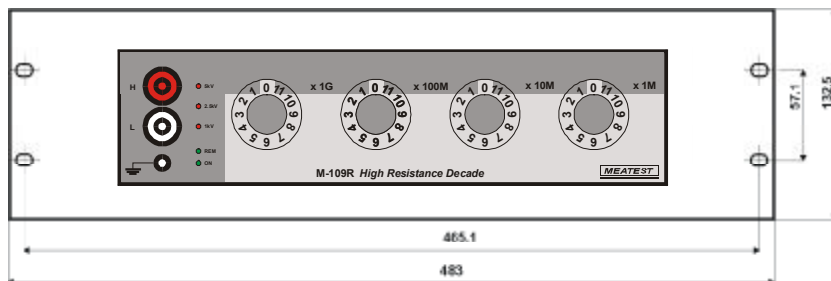 H
5kV
2.5kV
L
1kV
REM
ON
1 0 11 10 9 8 7 6 5 4 3 2
x 1G
1 0 11 10 9 8 7 6 5 4 3 2
x 100M
1 0 11 10 9 8 7 6 5 4 3 2
x 10M
1 0 11 10 9 8 7 6 5 4 3 2
x 1M
M-109R High Resistance Decade
MEATEST
57.1
132.5
465.1
483